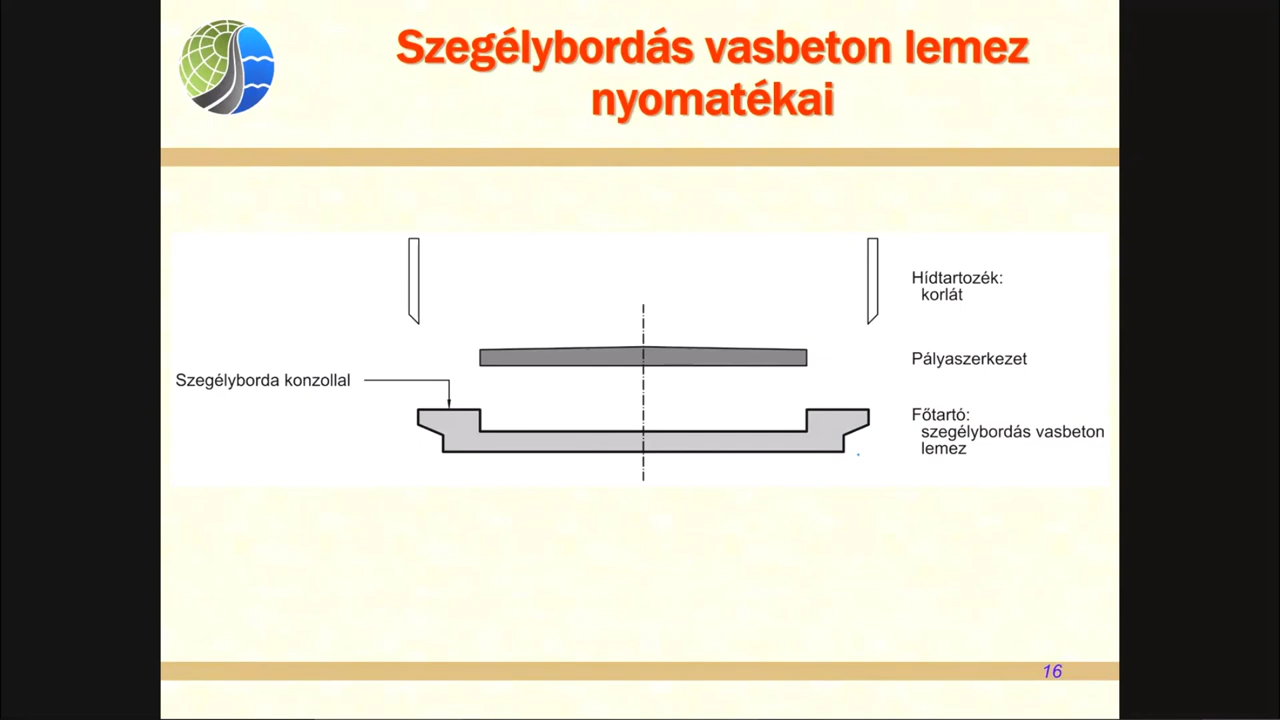 Szegélybordás vasbeton lemez
nyomatékai
Hídtartozék:
korlát
Pályaszerkezet
Szegélyborda konzollal
Főtartó:
szegélybordás vasbeton
lemez
16